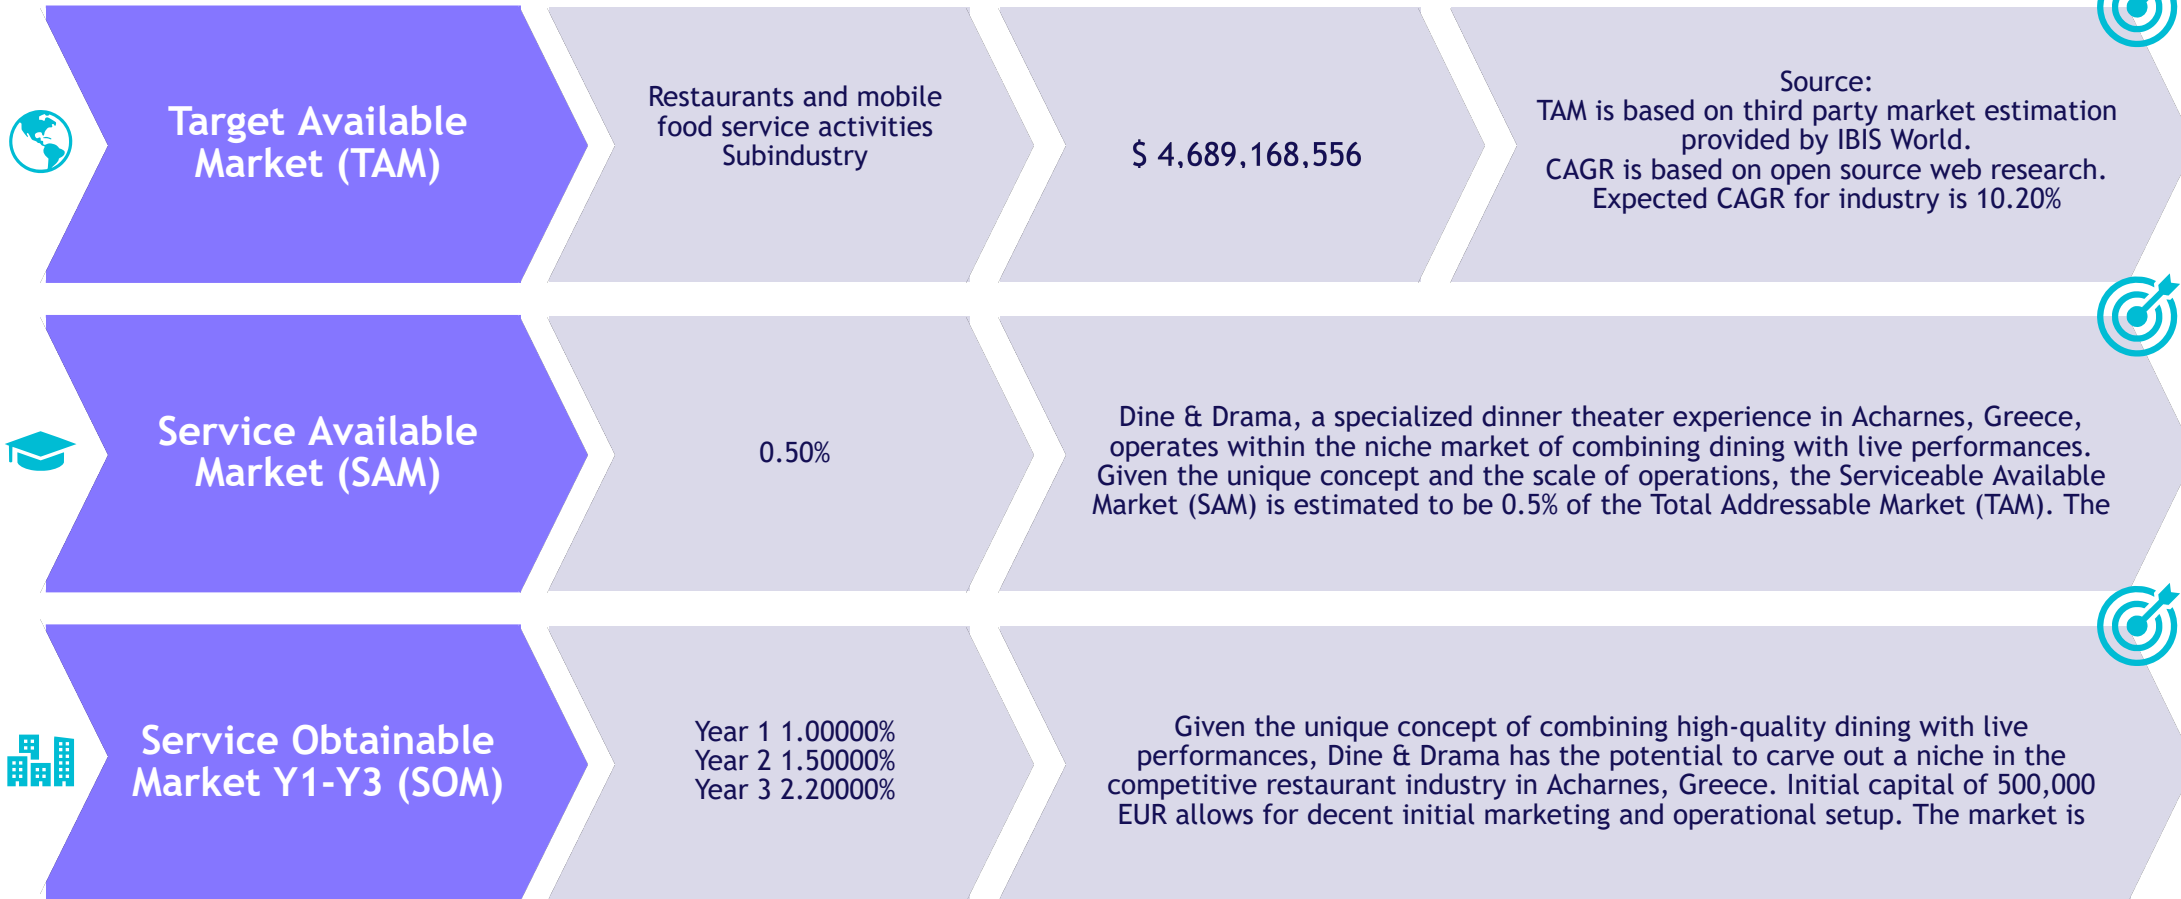 Target Available
Market (TAM)
Restaurants and mobile
food service activities
Subindustry
$ 4,689,168,556
Source:
TAM is based on third party market estimation
provided by IBIS World.
CAGR is based on open source web research.
Expected CAGR for industry is 10.20%
Service Available
Market (SAM)
0.50%
Dine & Drama, a specialized dinner theater experience in Acharnes, Greece,
operates within the niche market of combining dining with live performances.
Given the unique concept and the scale of operations, the Serviceable Available
Market (SAM) is estimated to be 0.5% of the Total Addressable Market (TAM). The
Service Obtainable
Market Y1-Y3 (SOM)
Year 1 1.00000%
Year 2 1.50000%
Year 3 2.20000%
Given the unique concept of combining high-quality dining with live
performances, Dine & Drama has the potential to carve out a niche in the
competitive restaurant industry in Acharnes, Greece. Initial capital of 500,000
EUR allows for decent initial marketing and operational setup. The market is